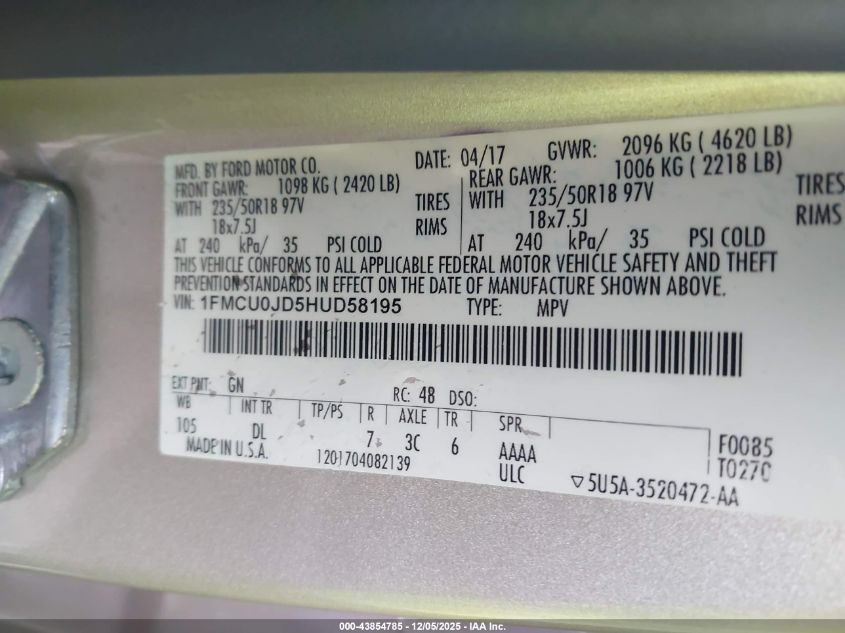 MFD. BY FORD MOTOR CO. DATE: 04/17 GVWR: 2096 KG ( 4620 LB)
FRONT GAWR: 1098 KG ( 2420 LB) REAR GAWR: 1006 KG ( 2218 LB)
WITH 235/50R18 97V TIRES WITH 235/50R18 97V TIRES
18x7.5J RIMS 18x7.5J RIMS
AT 240 kPa/ 35 PSI COLD AT 240 kPa/ 35 PSI COLD
THIS VEHICLE CONFORMS TO ALL APPLICABLE FEDERAL MOTOR VEHICLE SAFETY AND THEFT
PREVENTION STANDARDS IN EFFECT ON THE DATE OF MANUFACTURE SHOWN ABOVE.
VIN: 1FMCU0JD5HUD58195 TYPE: MPV
EXT PNT: GN RC: 48 DSO:
WB INT TR TP/PS R AXLE TR SPR
105 DL 7 3C 6 AAAA F0085
MADE IN U.S.A. 1201704082139 ULC T0270
▽5U5A-3520472-AA
000-43854785 - 12/05/2025 - IAA Inc.